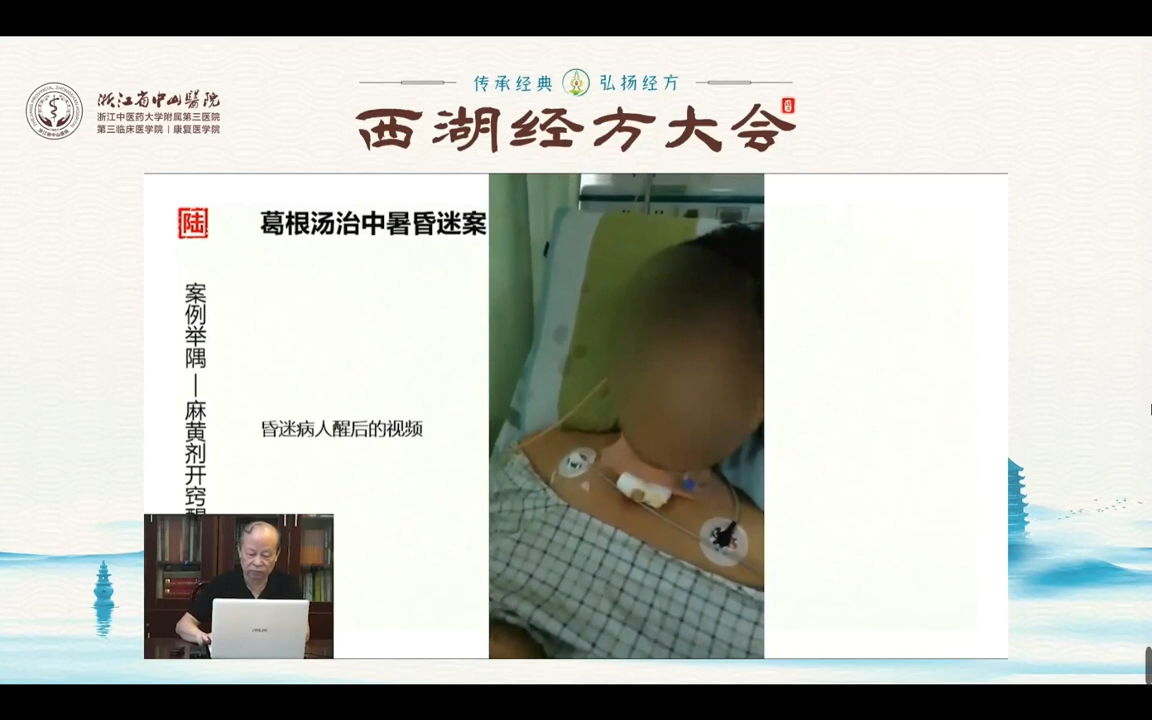 传承经典 弘扬经方
西湖经方大会
浙江省中山醫院
浙江中医药大学附属第三医院
第三临床医学院 | 康复医学院
陆
葛根汤治中暑昏迷案
案例举隅—麻黄剂开窍醒
昏迷病人醒后的视频